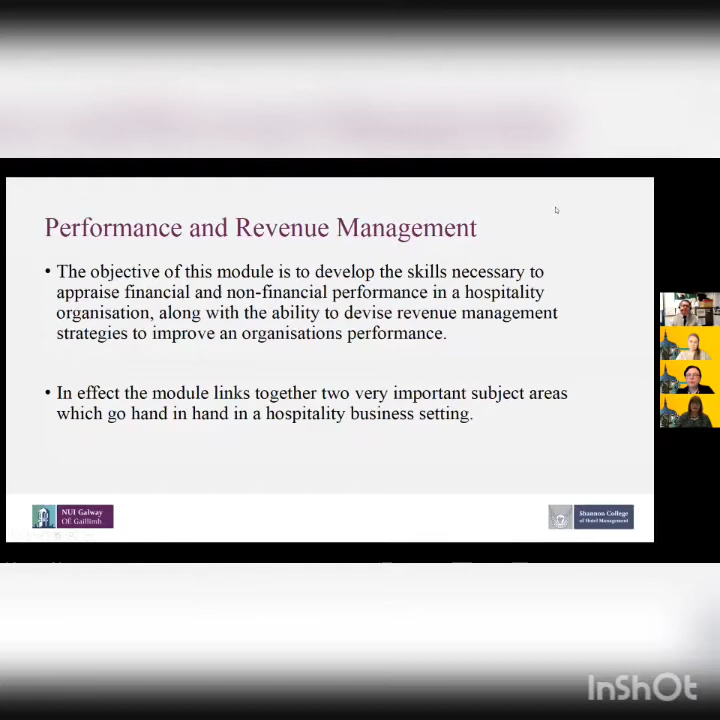 Performance and Revenue Management
• The objective of this module is to develop the skills necessary to
appraise financial and non-financial performance in a hospitality
organisation, along with the ability to devise revenue management
strategies to improve an organisations performance.
• In effect the module links together two very important subject areas
which go hand in hand in a hospitality business setting.
NUI Galway
OÉ Gaillimh
Shannon College
of Hotel Management
InShOt